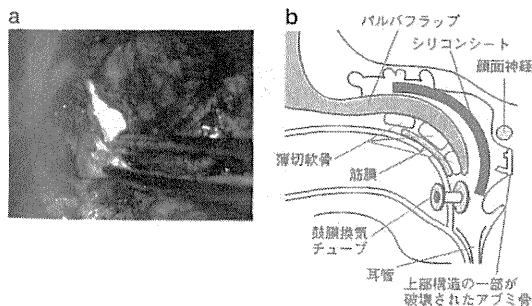 a
b
パルパフラップ
シリコンシート
顔面神経
薄切軟骨
筋膜
鼓膜換気
チューブ
耳管
上部構造の一部が
破壊されたアブミ骨